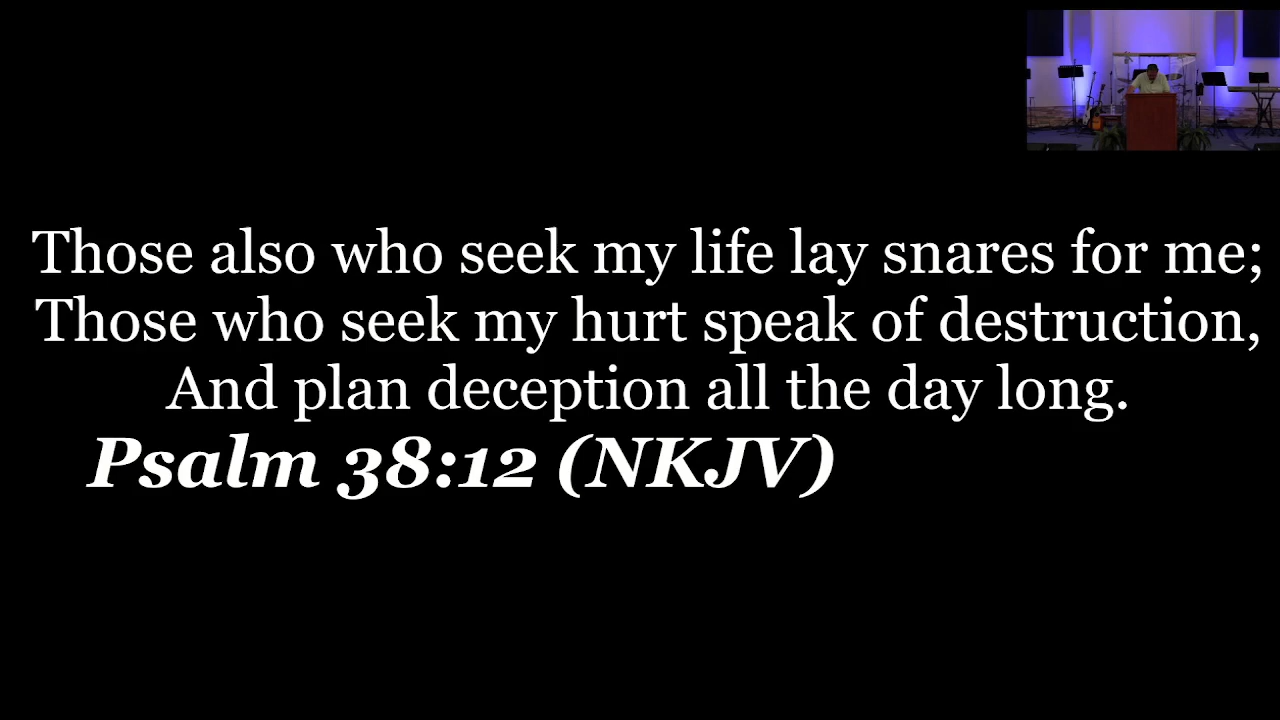 Those also who seek my life lay snares for me;
Those who seek my hurt speak of destruction,
And plan deception all the day long.
Psalm 38:12 (NKJV)